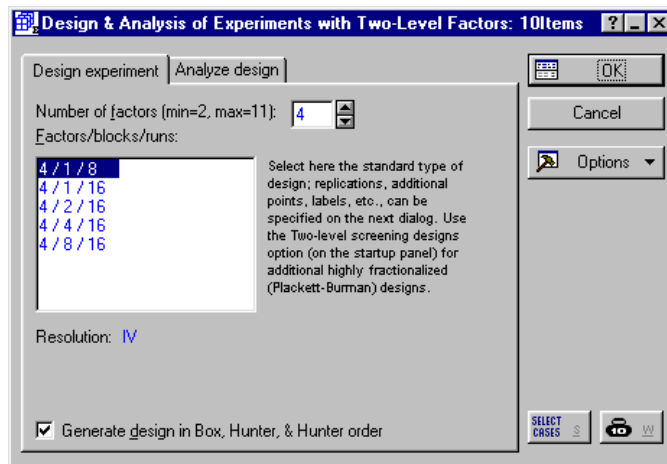 Design & Analysis of Experiments with Two-Level Factors: 10Items
Design experiment
Analyze design
Number of factors (min=2, max=11): 4
Factors/blocks/runs:
4 / 1 / 8
4 / 1 / 16
4 / 2 / 16
4 / 4 / 16
4 / 8 / 16
Select here the standard type of
design; replications, additional
points, labels, etc., can be
specified on the next dialog. Use
the Two-level screening designs
option (on the startup panel) for
additional highly fractionalized
(Plackett-Burman) designs.
Resolution: IV
Generate design in Box, Hunter, & Hunter order
OK
Cancel
Options
SELECT
CASES S
10 W